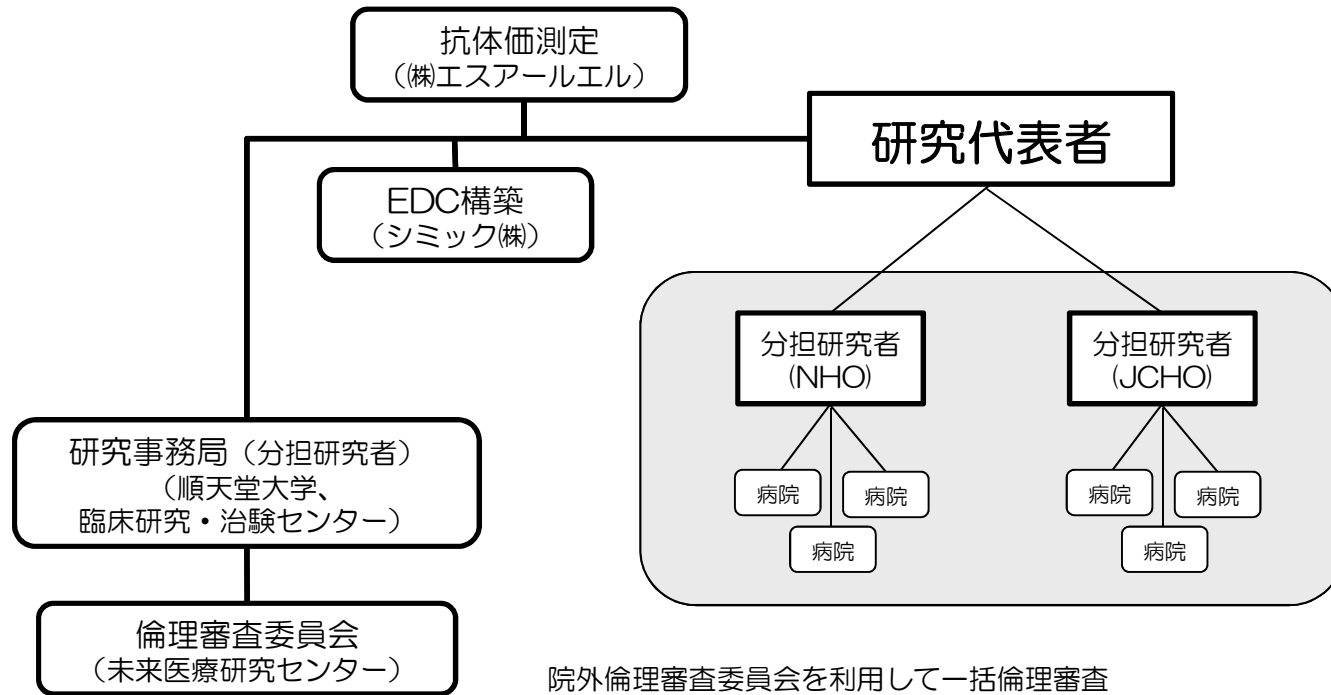 抗体価測定
（㈱エスアールエル）
研究代表者
EDC構築
（シミック㈱）
分担研究者
(NHO)
分担研究者
(JCHO)
病院
病院
病院
病院
病院
病院
研究事務局（分担研究者）
（順天堂大学、
臨床研究・治験センター）
倫理審査委員会
（未来医療研究センター）
院外倫理審査委員会を利用して一括倫理審査